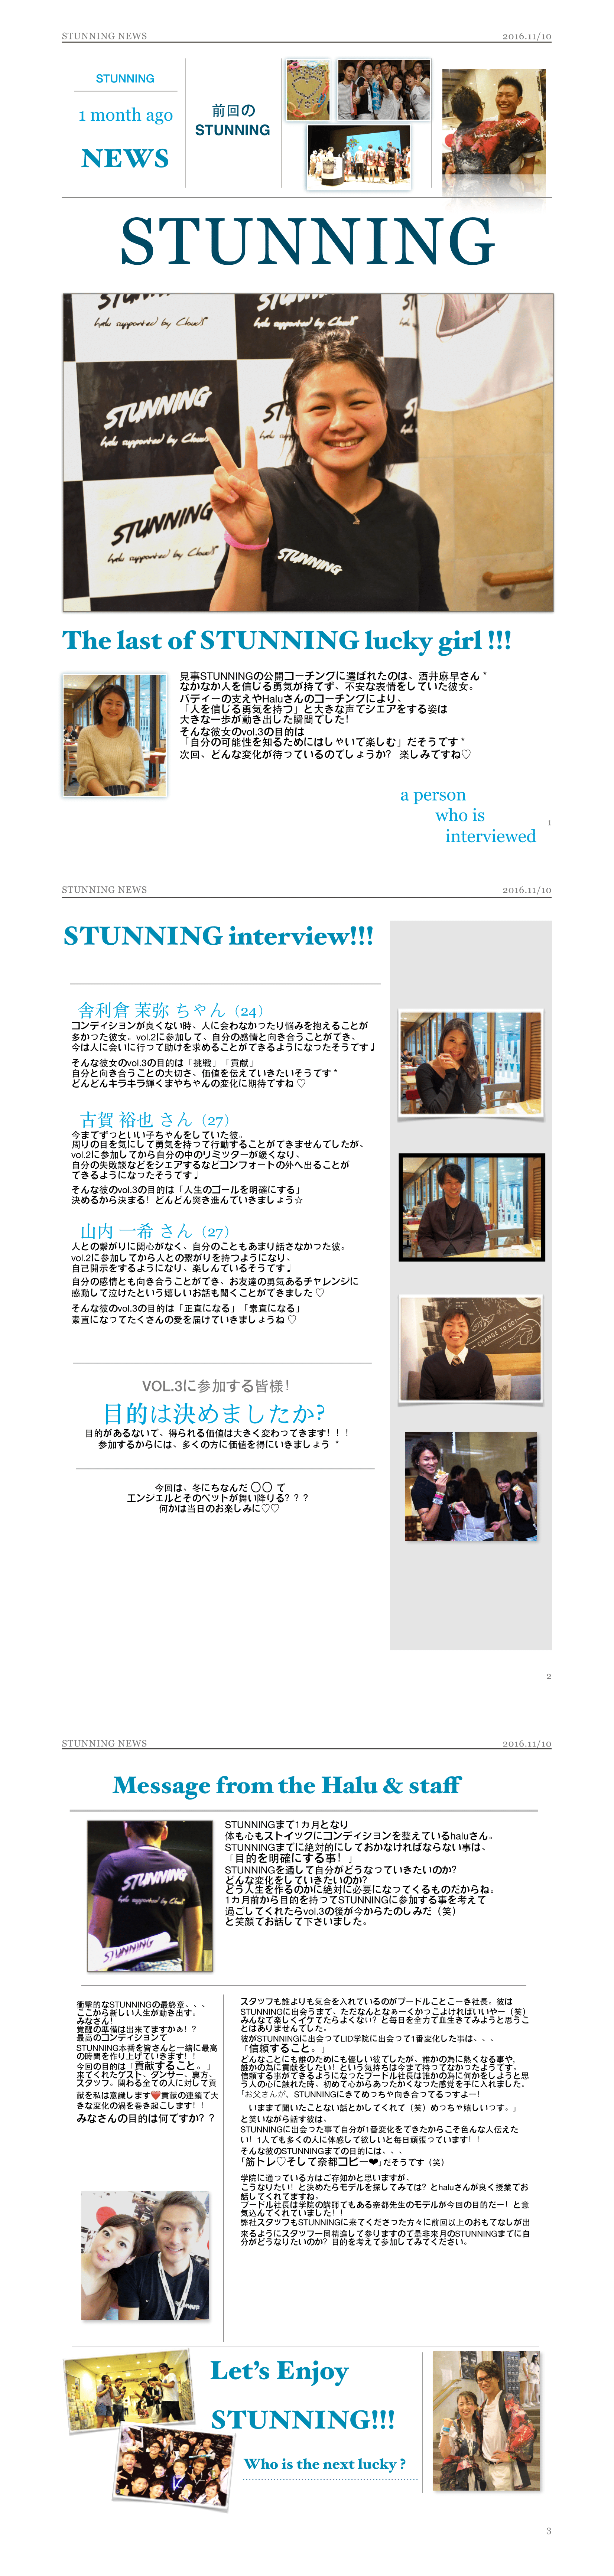 STUNNING NEWS 2016.11/10
STUNNING
1 month ago
NEWS
前回の
STUNNING
STUNNING
STUNNING
halu supported by Cloud9
STUNNING
halu supported by Cloud9
STUNNING
STUNNING
The last of STUNNING lucky girl !!!
見事STUNNINGの公開コーチングに選ばれたのは、酒井麻早さん *
なかなか人を信じる勇気が持てず、不安な表情をしていた彼女。
バディーの支えやHaluさんのコーチングにより、
「人を信じる勇気を持つ」と大きな声でシェアをする姿は
大きな一歩が動き出した瞬間でした！
そんな彼女のvol.3の目的は
「自分の可能性を知るためにはしゃいで楽しむ」だそうです *
次回、どんな変化が待っているのでしょうか？ 楽しみですね♡
a person
who is
interviewed
1
STUNNING NEWS 2016.11/10
STUNNING interview!!!
舎利倉 茉弥 ちゃん（24）
コンディションが良くない時、人に会わなかったり悩みを抱えることが
多かった彼女。vol.2に参加して、自分の感情と向き合うことができ、
今は人に会いに行って助けを求めることができるようになったそうです♩
そんな彼女のvol.3の目的は「挑戦」「貢献」
自分と向き合うことの大切さ、価値を伝えていきたいそうです *
どんどんキラキラ輝くまやちゃんの変化に期待ですね ♡
古賀 裕也 さん（27）
今までずっといい子ちゃんをしていた彼。
周りの目を気にして勇気を持って行動することができませんでしたが、
vol.2に参加してから自分の中のリミッターが緩くなり、
自分の失敗談などをシェアするなどコンフォートの外へ出ることが
できるようになったそうです♩
そんな彼のvol.3の目的は「人生のゴールを明確にする」
決めるから決まる！どんどん突き進んでいきましょう☆
山内 一希 さん（27）
人との繋がりに関心がなく、自分のこともあまり話さなかった彼。
vol.2に参加してから人との繋がりを持つようになり、
自己開示をするようになり、楽しんでいるそうです♩
自分の感情とも向き合うことができ、お友達の勇気あるチャレンジに
感動して泣けたという嬉しいお話も聞くことができました ♡
そんな彼のvol.3の目的は「正直になる」「素直になる」
素直になってたくさんの愛を届けていきましょうね ♡
VOL.3に参加する皆様！
目的は決めましたか？
目的があるないで、得られる価値は大きく変わってきます！！！
参加するからには、多くの方に価値を得にいきましょう *
今回は、冬にちなんだ 〇〇 で
エンジェルとそのペットが舞い降りる？？？
何かは当日のお楽しみに♡♡
2
STUNNING NEWS 2016.11/10
Message from the Halu & staff
STUNNINGまで1カ月となり
体も心もストイックにコンディションを整えているhaluさん。
STUNNINGまでに絶対的にしておかなければならない事は、
「目的を明確にする事！」
STUNNINGを通して自分がどうなっていきたいのか？
どんな変化をしていきたいのか？
どう人生を作るのかに絶対に必要になってくるものだからね。
1カ月前から目的を持ってSTUNNINGに参加する事を考えて
過ごしてくれたらvol.3の後が今からたのしみだ（笑）
と笑顔でお話して下さいました。
STUNNING
STUNNING
衝撃的なSTUNNINGの最終章、、、
ここから新しい人生が動き出す。
みなさん！
覚醒の準備は出来てますかぁ！？
最高のコンディションで
STUNNING本番を皆さんと一緒に最高
の時間を作り上げていきます！！
今回の目的は「貢献すること。」
来てくれたゲスト、ダンサー、裏方、
スタッフ。関わる全ての人に対して貢
献を私は意識します❤貢献の連鎖で大
きな変化の渦を巻き起こします！！
みなさんの目的は何ですか？？
スタッフも誰よりも気合を入れているのがプードルことこーき社長。彼は
STUNNINGに出会うまで、ただなんとなぁーくかっこよければいいやー（笑）
みんなで楽しくイケてたらよくない？と毎日を全力で血生きてみようと思うこ
とはありませんでした。
彼がSTUNNINGに出会ってLID学院に出会って1番変化した事は、、、
「信頼すること。」
どんなことにも誰のためにも優しい彼でしたが、誰かの為に熱くなる事や、
誰かの為に貢献をしたい！という気持ちは今まで持ってなかったようです。
信頼する事ができるようになったプードル社長は誰かの為に何かをしようと思
う人の心に触れた時、初めて心からあったかくなった感覚を手に入れました。
「お父さんが、STUNNINGにきてめっちゃ向き合ってるっすよー！
いままで聞いたことない話とかしてくれて（笑）めっちゃ嬉しいっす。」
と笑いながら話す彼は、
STUNNINGに出会った事で自分が1番変化をできたからこそ色んな人伝えた
い！1人でも多くの人に体感して欲しいと毎日頑張っています！！
そんな彼のSTUNNINGまでの目的には、、、
「筋トレ♡そして奈都コピー❤」だそうです（笑）
学院に通っている方はご存知かと思いますが、
こうなりたい！と決めたらモデルを探してみては？とhaluさんが良く授業でお
話してくれてますね。
プードル社長は学院の講師でもある奈都先生のモデルが今回の目的だー！と意
気込んでくれていました！！
弊社スタッフもSTUNNINGに来てくださった方々に前回以上のおもてなしが出
来るようにスタッフ一同精進して参りますので是非来月のSTUNNINGまでに自
分がどうなりたいのか？目的を考えて参加してみてください。
Let's Enjoy
STUNNING!!!
Who is the next lucky ?
3